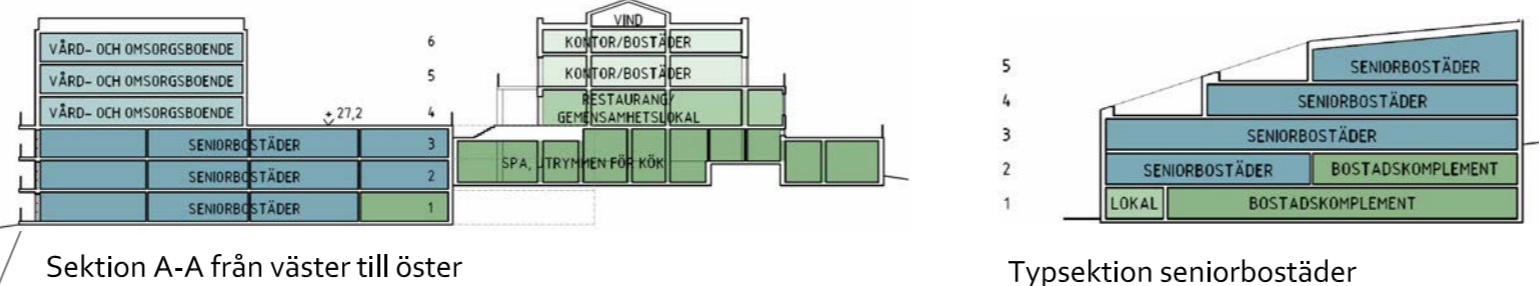 VIND
VÅRD- OCH OMSORGSBOENDE 6 KONTOR/BOSTÄDER
VÅRD- OCH OMSORGSBOENDE 5 KONTOR/BOSTÄDER
VÅRD- OCH OMSORGSBOENDE + 27,2 4 RESTAURANG/
GEMENSAMHETSLOKAL
SENIORBOSTÄDER 3
SPA, UTRYMMEN FÖR KÖK
SENIORBOSTÄDER 2
SENIORBOSTÄDER 1
Sektion A-A från väster till öster
5 SENIORBOSTÄDER
4 SENIORBOSTÄDER
3 SENIORBOSTÄDER
2 SENIORBOSTÄDER BOSTADSKOMPLEMENT
1 LOKAL BOSTADSKOMPLEMENT
Typsektion seniorbostäder